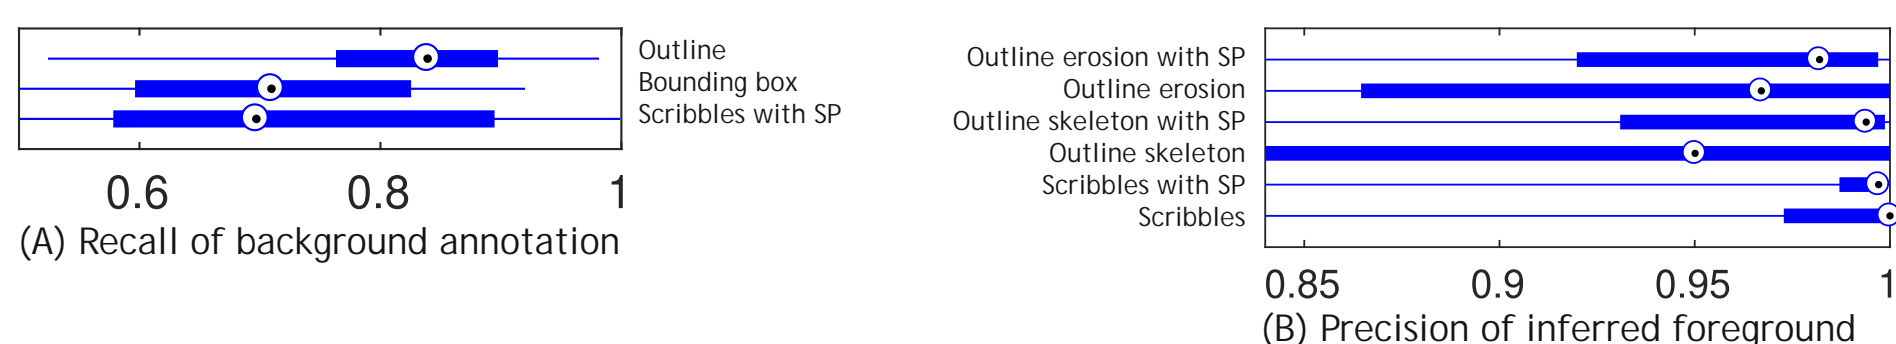 Outline
Bounding box
Scribbles with SP
0.6 0.8 1
(A) Recall of background annotation
Outline erosion with SP
Outline erosion
Outline skeleton with SP
Outline skeleton
Scribbles with SP
Scribbles
0.85 0.9 0.95 1
(B) Precision of inferred foreground